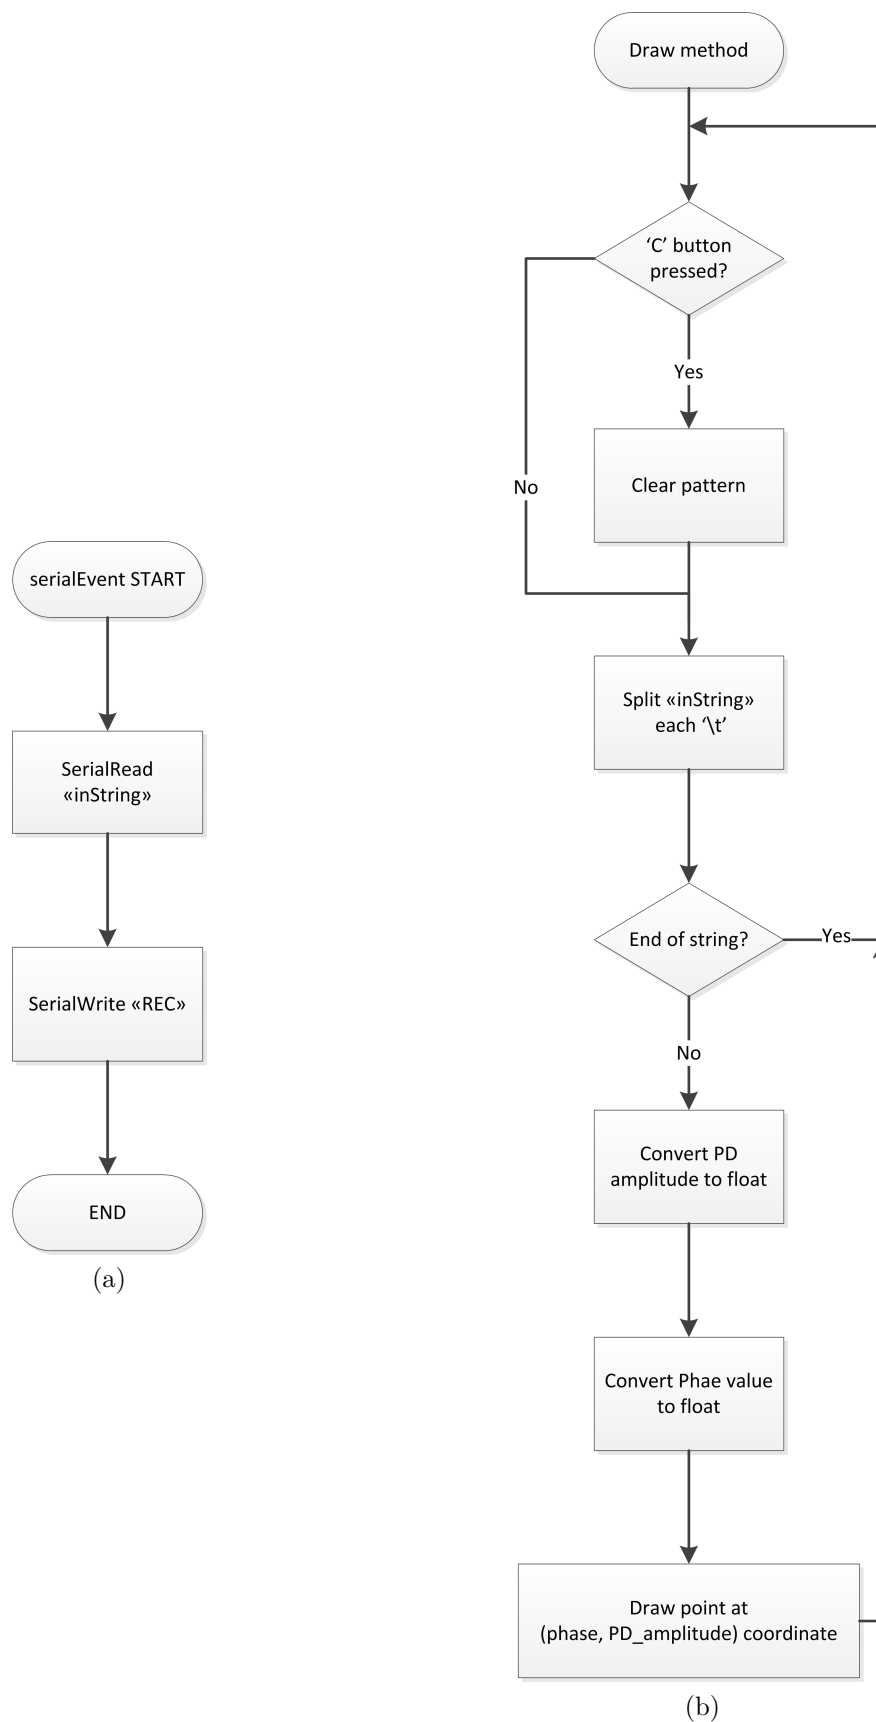 serialEvent START
SerialRead
«inString»
SerialWrite «REC»
END
(a)
Draw method
‘C’ button
pressed?
Yes
No
Clear pattern
Split «inString»
each ‘\t’
End of string?
Yes
No
Convert PD
amplitude to float
Convert Phae value
to float
Draw point at
(phase, PD_amplitude) coordinate
(b)